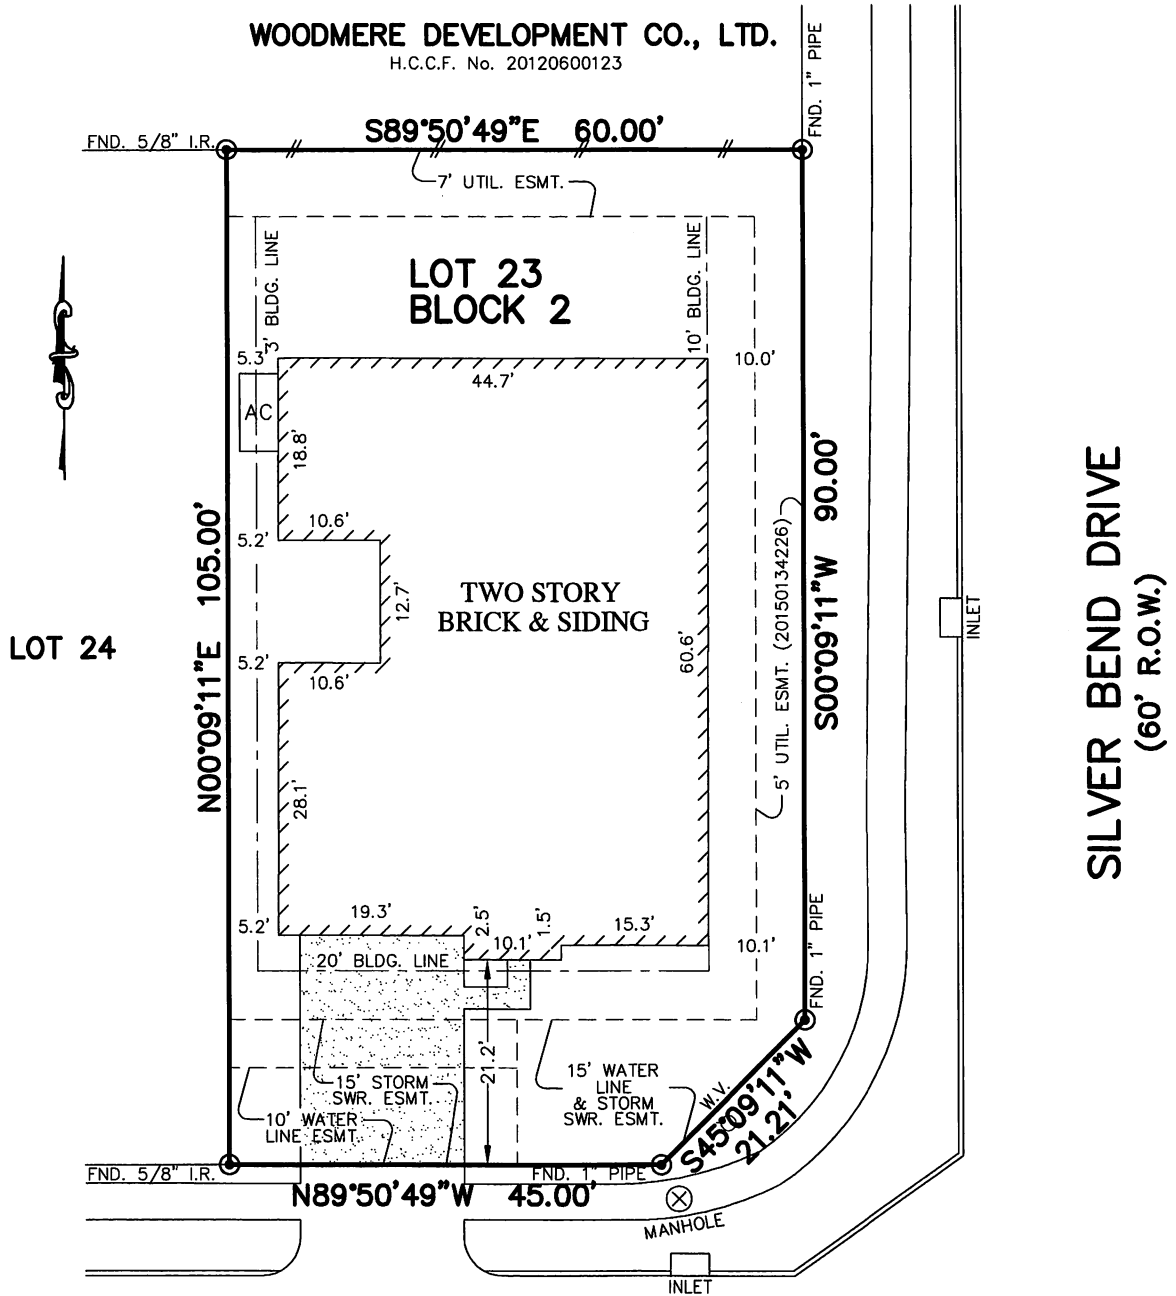 WOODMERE DEVELOPMENT CO., LTD.
H.C.C.F. No. 20120600123
FND. 1" PIPE
FND. 5/8" I.R.
S89°50'49"E 60.00'
7' UTIL. ESMT.
3' BLDG. LINE
10' BLDG. LINE
LOT 23
BLOCK 2
5.3'
10.0'
44.7'
AC
18.8'
10.6'
5.2'
12.7'
TWO STORY
BRICK & SIDING
5.2'
10.6'
60.6'
N00°09'11"E 105.00'
LOT 24
5' UTIL. ESMT. (20150134226)
S00°09'11"W 90.00'
INLET
SILVER BEND DRIVE
(60' R.O.W.)
28.1'
5.2'
19.3'
2.5'
10.1'
1.5'
15.3'
10.1'
20' BLDG. LINE
FND. 1" PIPE
21.2'
15' STORM
SWR. ESMT.
10' WATER
LINE ESMT.
15' WATER
LINE
& STORM
SWR. ESMT.
W.V.
S45°09'11"W
21.21'
FND. 5/8" I.R.
FND. 1" PIPE
N89°50'49"W 45.00'
MANHOLE
INLET